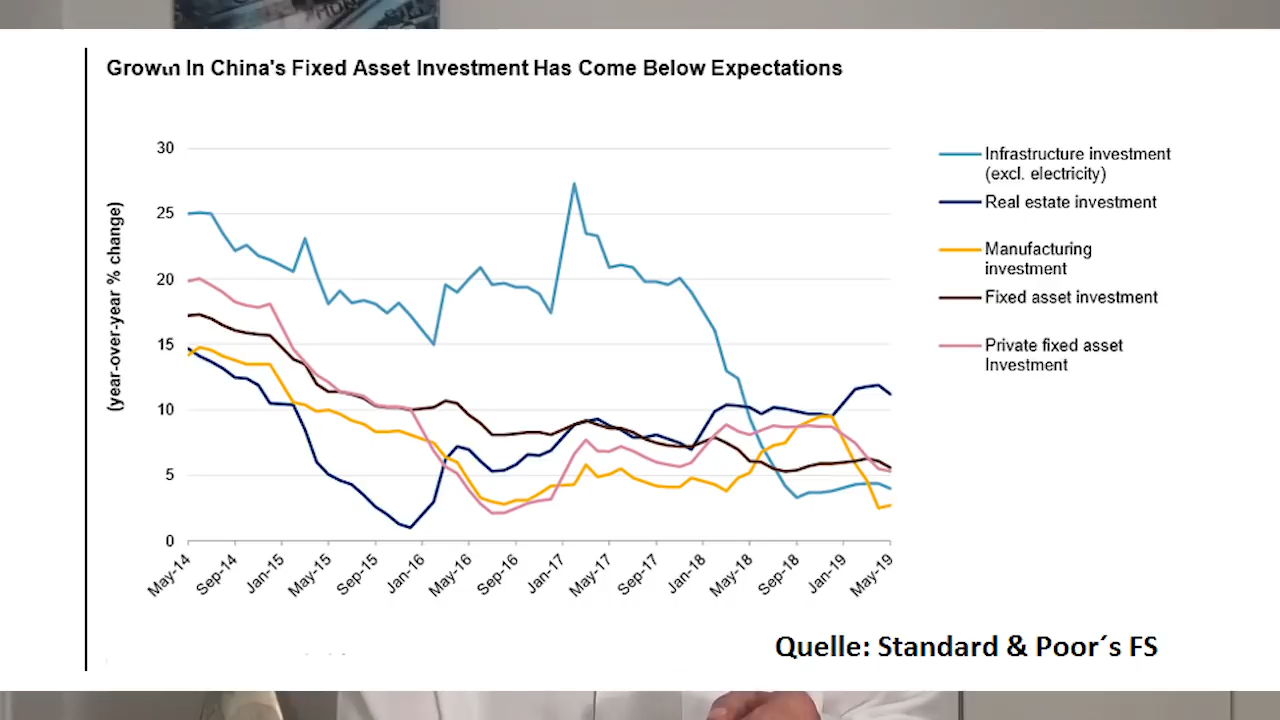 Growth In China's Fixed Asset Investment Has Come Below Expectations
30
25
20
15
10
5
0
(year-over-year % change)
May-14
Sep-14
Jan-15
May-15
Sep-15
Jan-16
May-16
Sep-16
Jan-17
May-17
Sep-17
Jan-18
May-18
Sep-18
Jan-19
May-19
Infrastructure investment
(excl. electricity)
Real estate investment
Manufacturing
investment
Fixed asset investment
Private fixed asset
Investment
Quelle: Standard & Poor´s FS